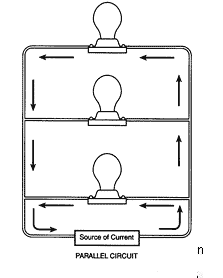 n
Source of Current
PARALLEL CIRCUIT